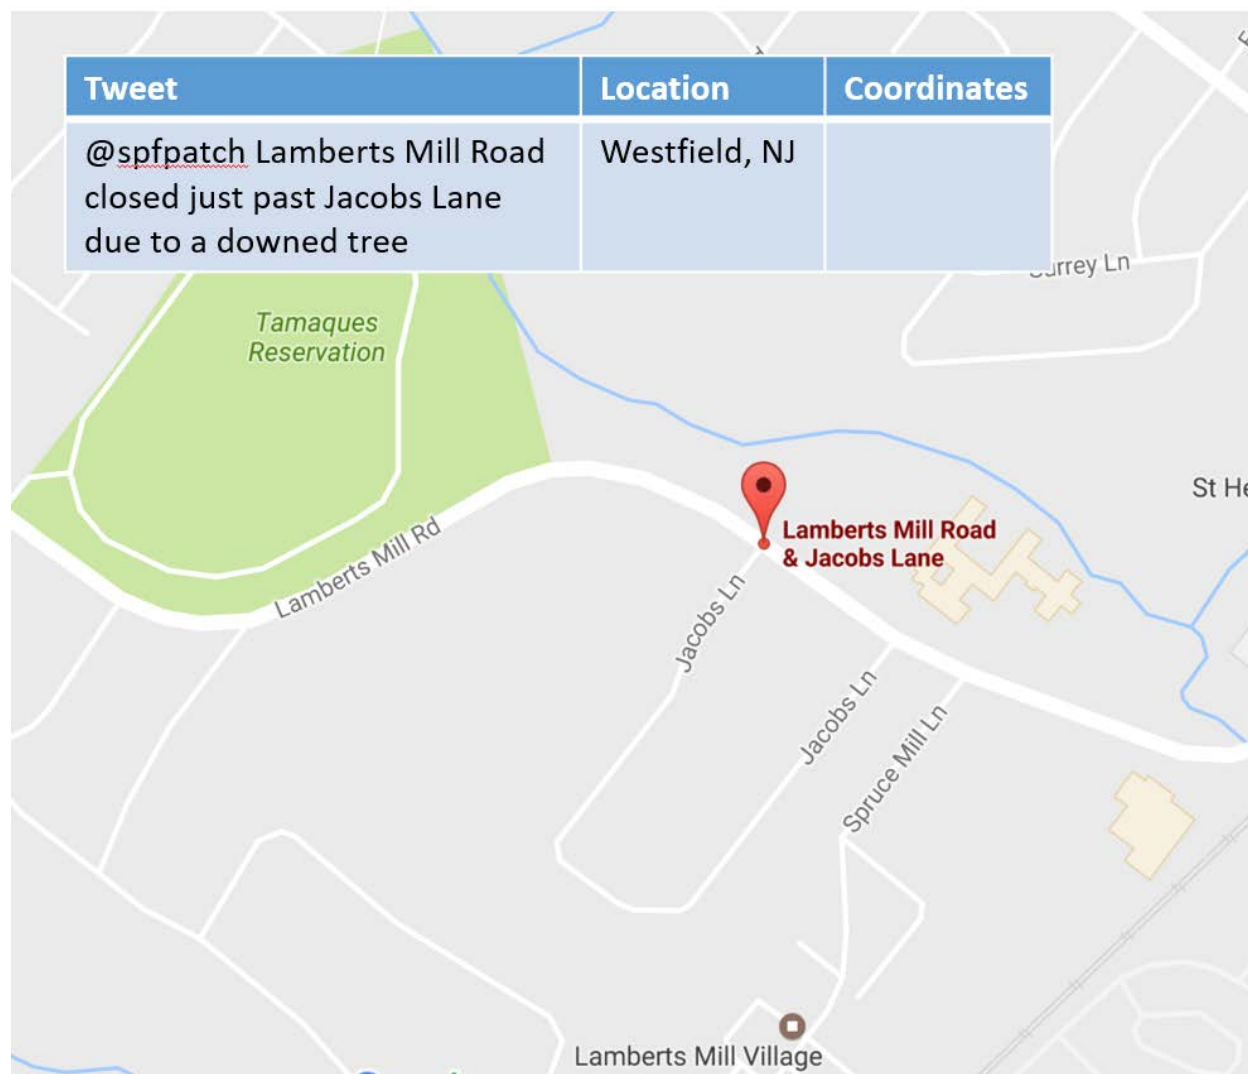 Tweet
Location
Coordinates
@spfpatch Lamberts Mill Road
closed just past Jacobs Lane
due to a downed tree
Westfield, NJ
Tamaques
Reservation
Lamberts Mill Rd
Lamberts Mill Road
& Jacobs Lane
Jacobs Ln
Jacobs Ln
Spruce Mill Ln
Lamberts Mill Village